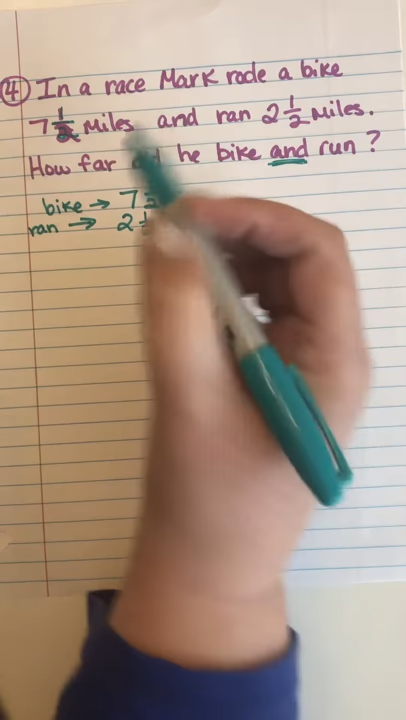 ④ In a race Mark rode a bike
7 1/2 miles and ran 2 1/2 miles.
How far he bike and run ?
bike → 7
ran → 2